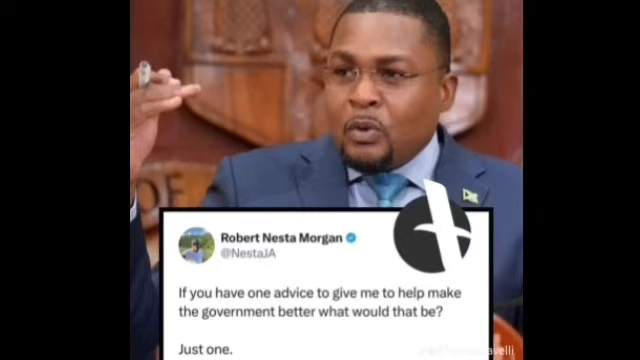 OF
Robert Nesta Morgan
@NestaJA
If you have one advice to give me to help make
the government better what would that be?
Just one.